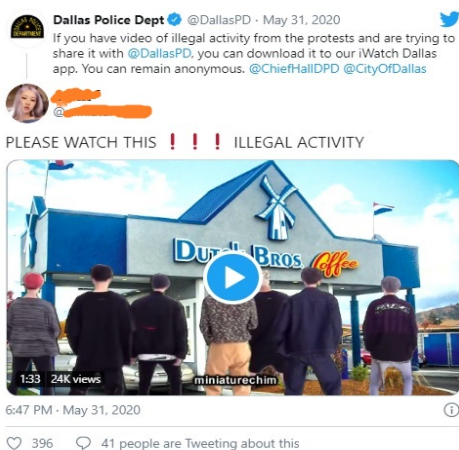 Dallas Police Dept @DallasPD · May 31, 2020
If you have video of illegal activity from the protests and are trying to
share it with @DallasPD, you can download it to our iWatch Dallas
app. You can remain anonymous. @ChiefHallDPD @CityOfDallas
@
PLEASE WATCH THIS ❗❗❗ ILLEGAL ACTIVITY
DUTCH BROS. Coffee
1:33 24K views
miniaturechim
6:47 PM · May 31, 2020
396 41 people are Tweeting about this